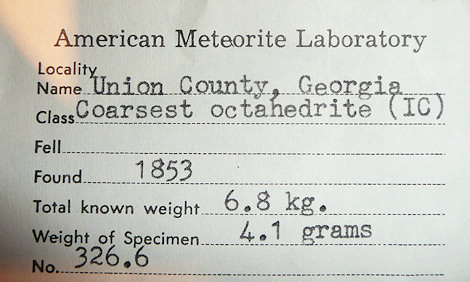 American Meteorite Laboratory
Locality
Name Union County, Georgia
Class Coarsest octahedrite (IC)
Fell
Found 1853
Total known weight 6.8 kg.
Weight of Specimen 4.1 grams
No. 326.6